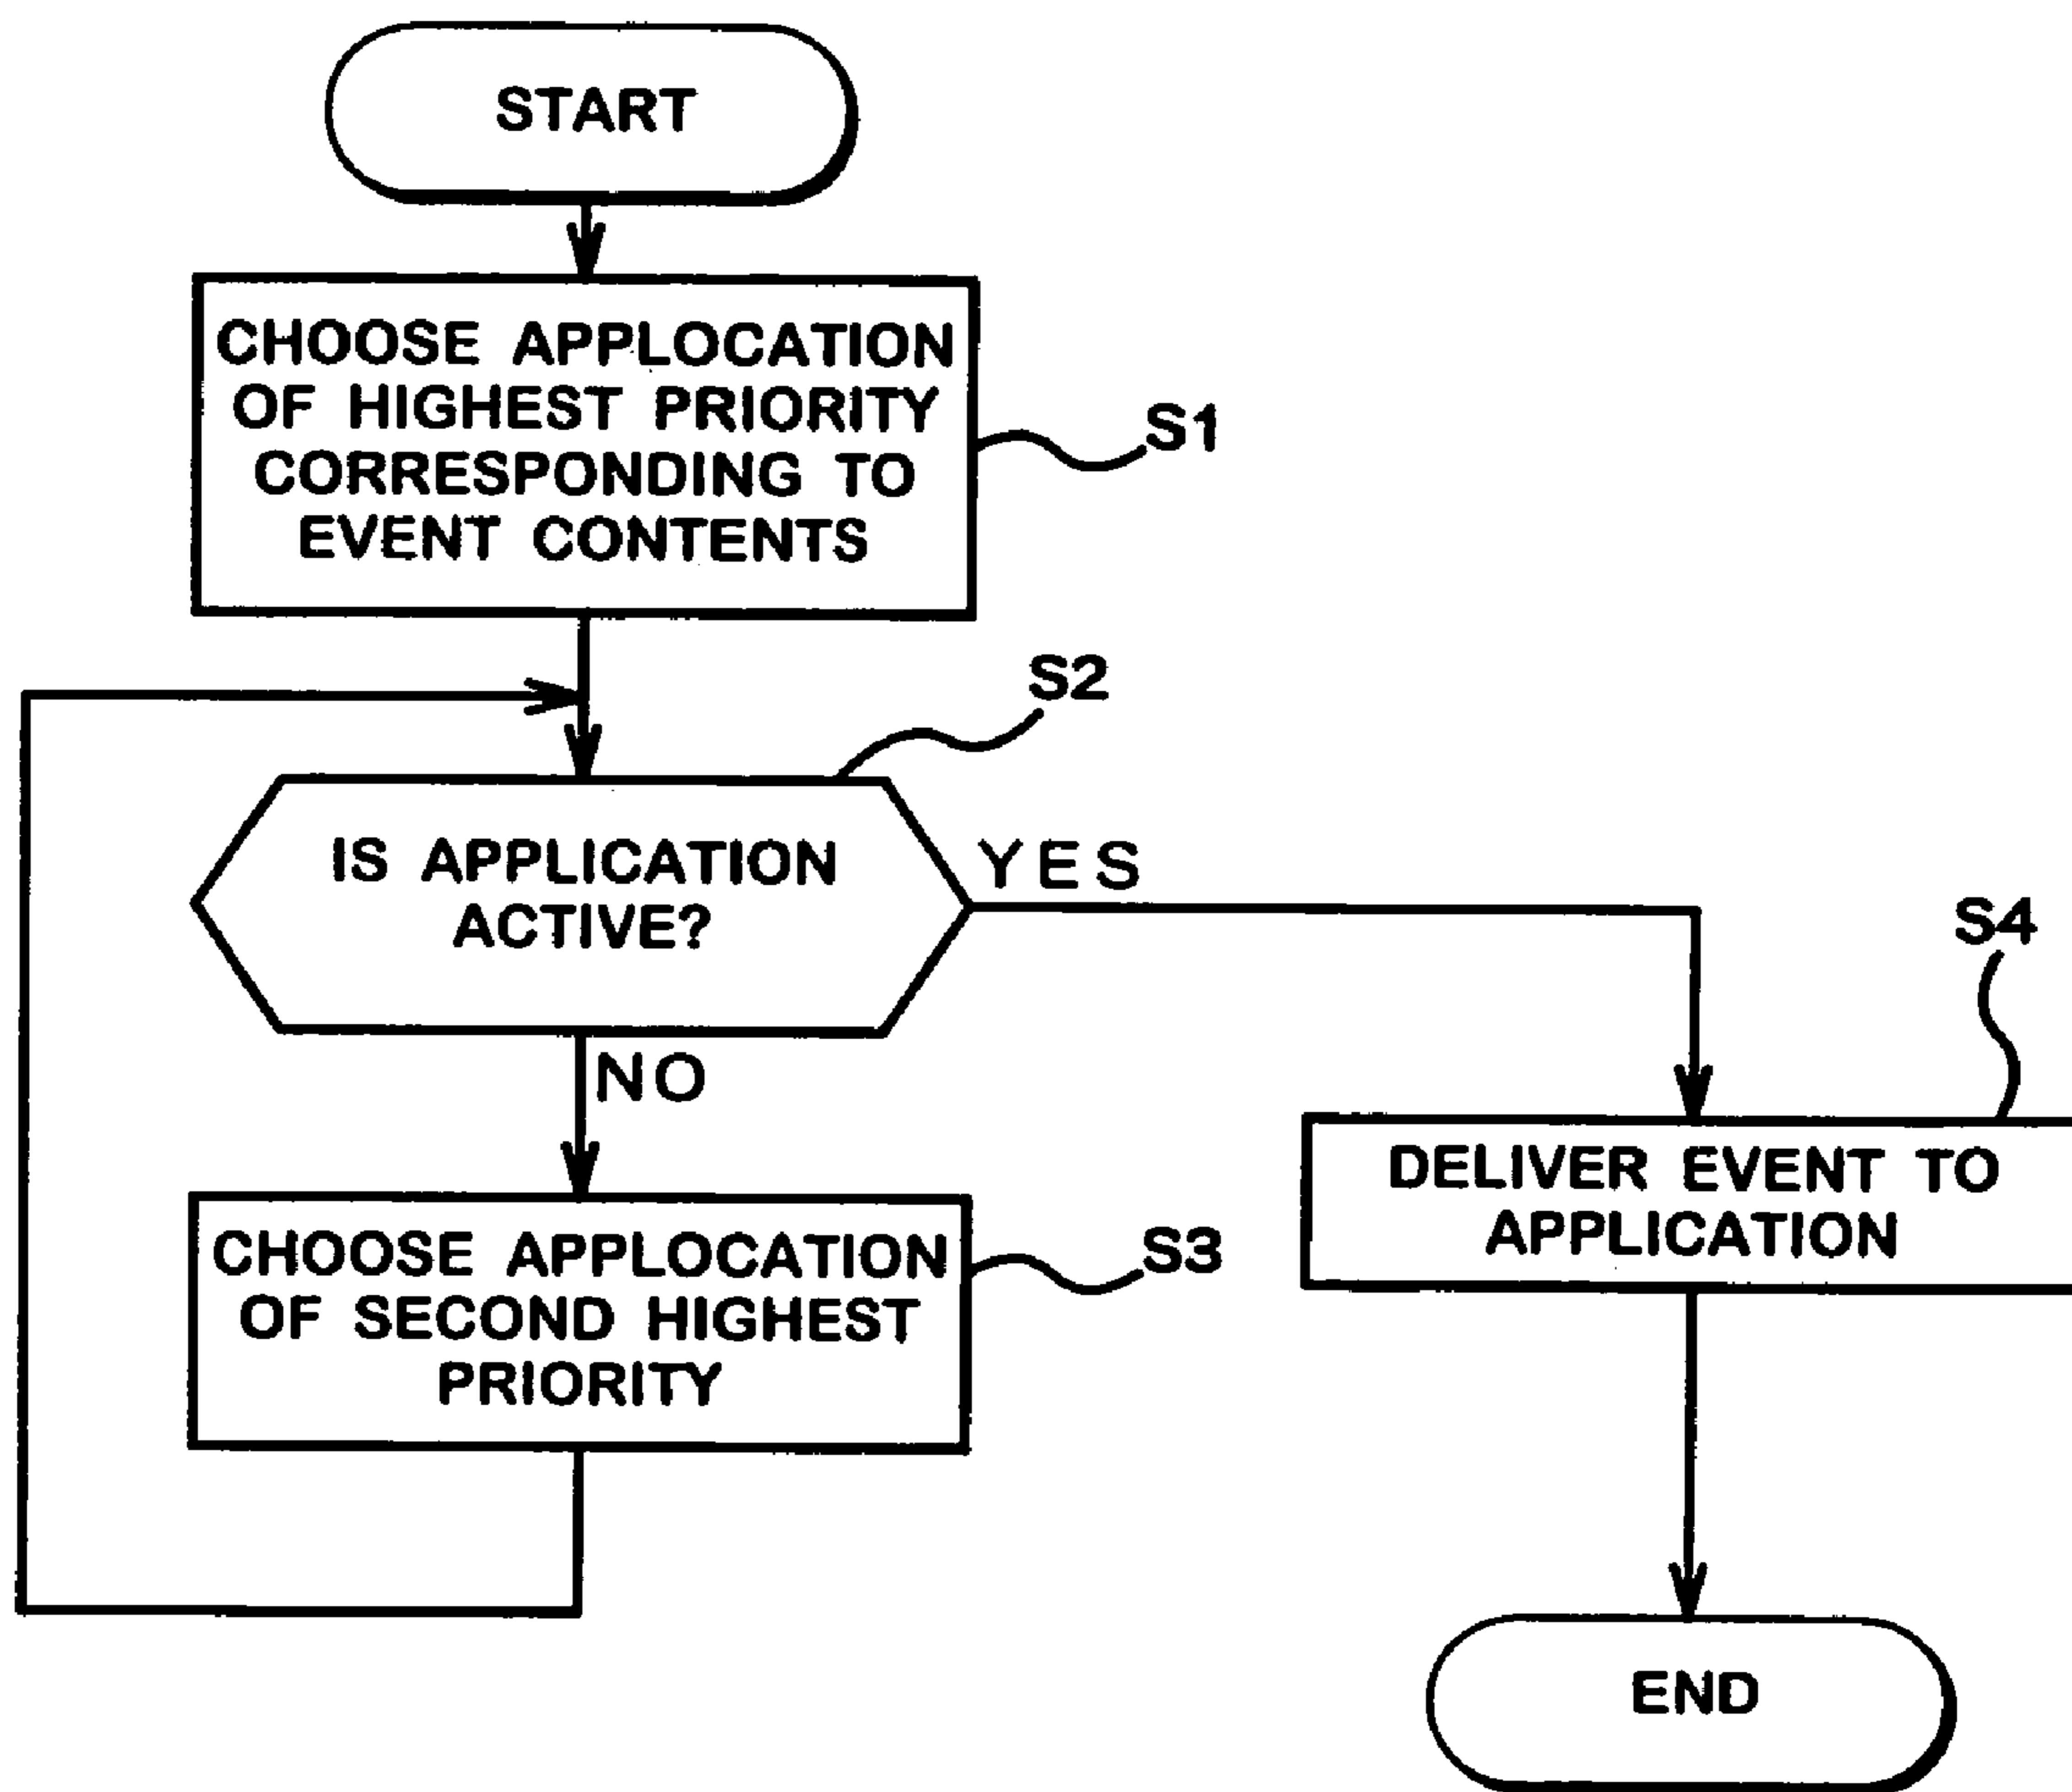 START
CHOOSE APPLOCATION
OF HIGHEST PRIORITY
CORRESPONDING TO
EVENT CONTENTS
S1
S2
IS APPLICATION
ACTIVE?
YES
NO
S4
DELIVER EVENT TO
APPLICATION
CHOOSE APPLOCATION
OF SECOND HIGHEST
PRIORITY
S3
END